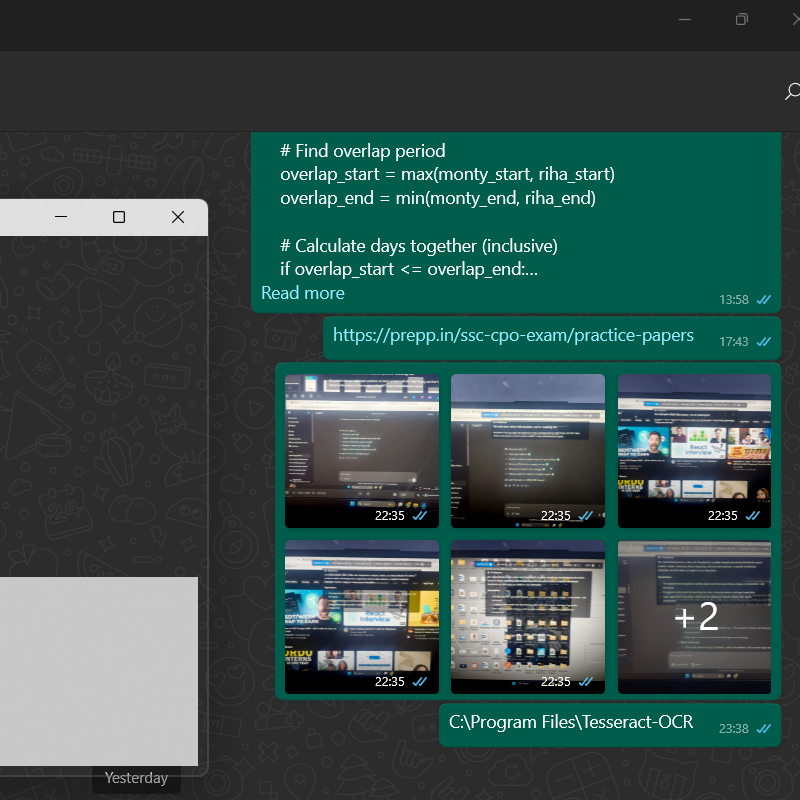 # Find overlap period
overlap_start = max(monty_start, riha_start)
overlap_end = min(monty_end, riha_end)
# Calculate days together (inclusive)
if overlap_start <= overlap_end:...
Read more
13:58
https://prepp.in/ssc-cpo-exam/practice-papers
17:43
22:35
22:35
22:35
React
Interview
22:35
22:35
+2
C:\Program Files\Tesseract-OCR
23:38
Yesterday